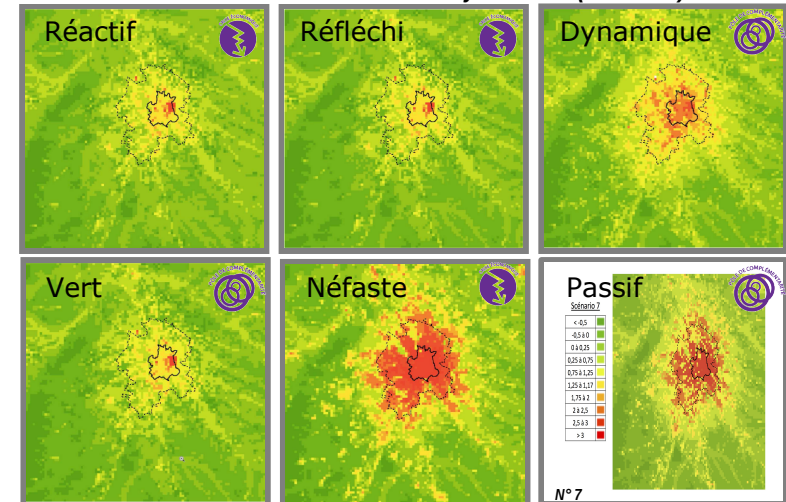 Réactif
Réfléchi
Dynamique
Vert
Néfaste
Passif
Scénario 7
< -0,5
-0,5 à 0
0 à 0,25
0,25 à 0,75
0,75 à 1,25
1,25 à 1,17
1,75 à 2
2 à 2,5
2,5 à 3
> 3
N° 7